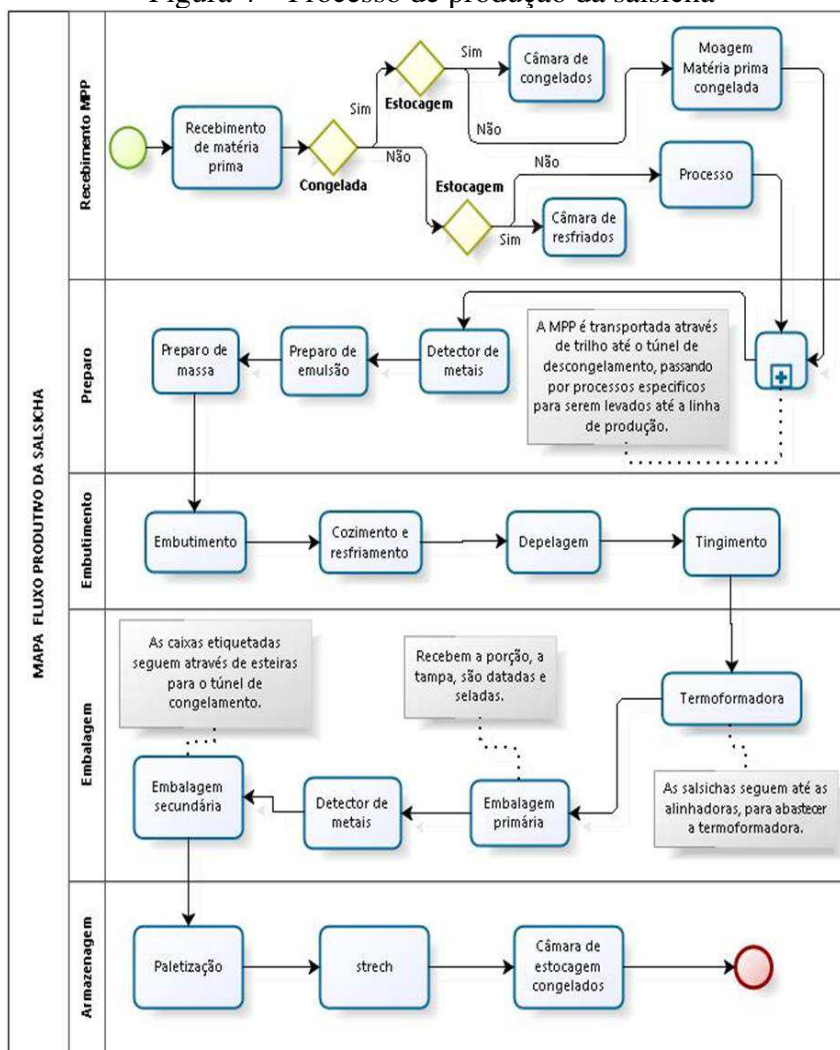 Figura 4 – Processo de produção da salsicha
MAPA FLUXO PRODUTIVO DA SALSICHA
Recebimento MPP
Recebimento
de matéria
prima
Congelada
Sim
Não
Estocagem
Sim
Não
Câmara de
congelados
Moagem
Matéria prima
congelada
Estocagem
Não
Sim
Processo
Câmara de
resfriados
Preparo
Preparo de
massa
Preparo de
emulsão
Detector de
metais
A MPP é transportada através
de trilho até o túnel de
descongelamento, passando
por processos especificos
para serem levados até a linha
de produção.
Embutimento
Embutimento
Cozimento e
resfriamento
Depelagem
Tingimento
Embalagem
As caixas etiquetadas
seguem através de esteiras
para o túnel de
congelamento.
Recebem a porção, a
tampa, são datadas e
seladas.
Termoformadora
Embalagem
secundária
Detector de
metais
Embalagem
primária
As salsichas seguem até as
alinhadoras, para abastecer
a termoformadora.
Armazenagem
Paletização
strech
Câmara de
estocagem
congelados